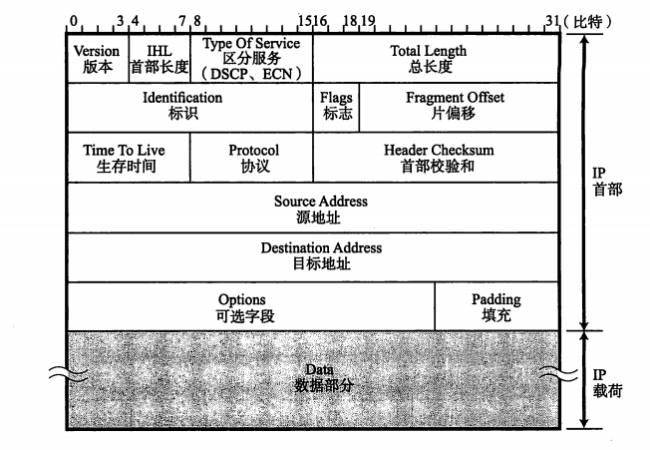 0 3 4 7 8 1516 1819 31（比特）
Version IHL Type Of Service Total Length
版本 首部长度 区分服务 总长度
（DSCP、ECN）
Identification Flags Fragment Offset
标识 标志 片偏移
Time To Live Protocol Header Checksum
生存时间 协议 首部校验和
IP
首部
Source Address
源地址
Destination Address
目标地址
Options Padding
可选字段 填充
Data
数据部分
IP
载荷